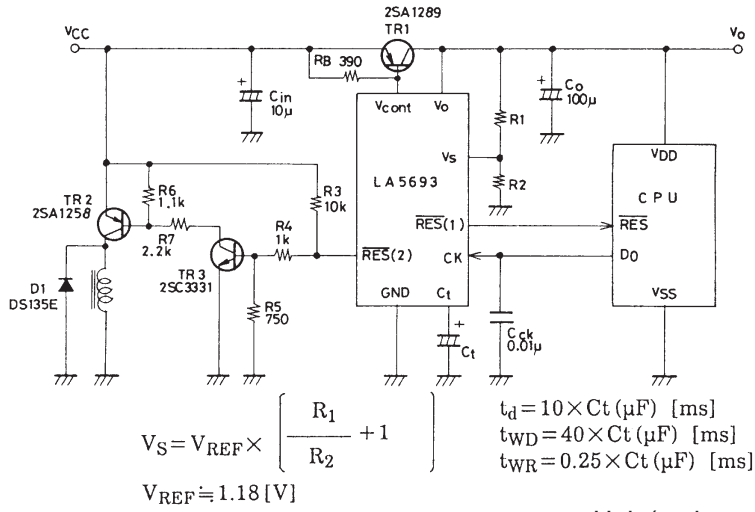 2SA1289
TR1
VCC
Vo
RB 390
+
Cin
10μ
Vcont
Vo
R1
+
Co
100μ
Vs
R2
LA5693
VDD
CPU
TR2
2SA1258
R6
1.1k
R7
2.2k
R3
10k
R4
1k
RES(1)
RES
RES(2)
CK
Do
TR3
2SC3331
D1
DS135E
R5
750
GND
Ct
VSS
+
Ct
Cck
0.01μ
VS=VREF×(R1/R2+1)
VREF≒1.18 [V]
td=10×Ct(μF) [ms]
tWD=40×Ct(μF) [ms]
tWR=0.25×Ct(μF) [ms]